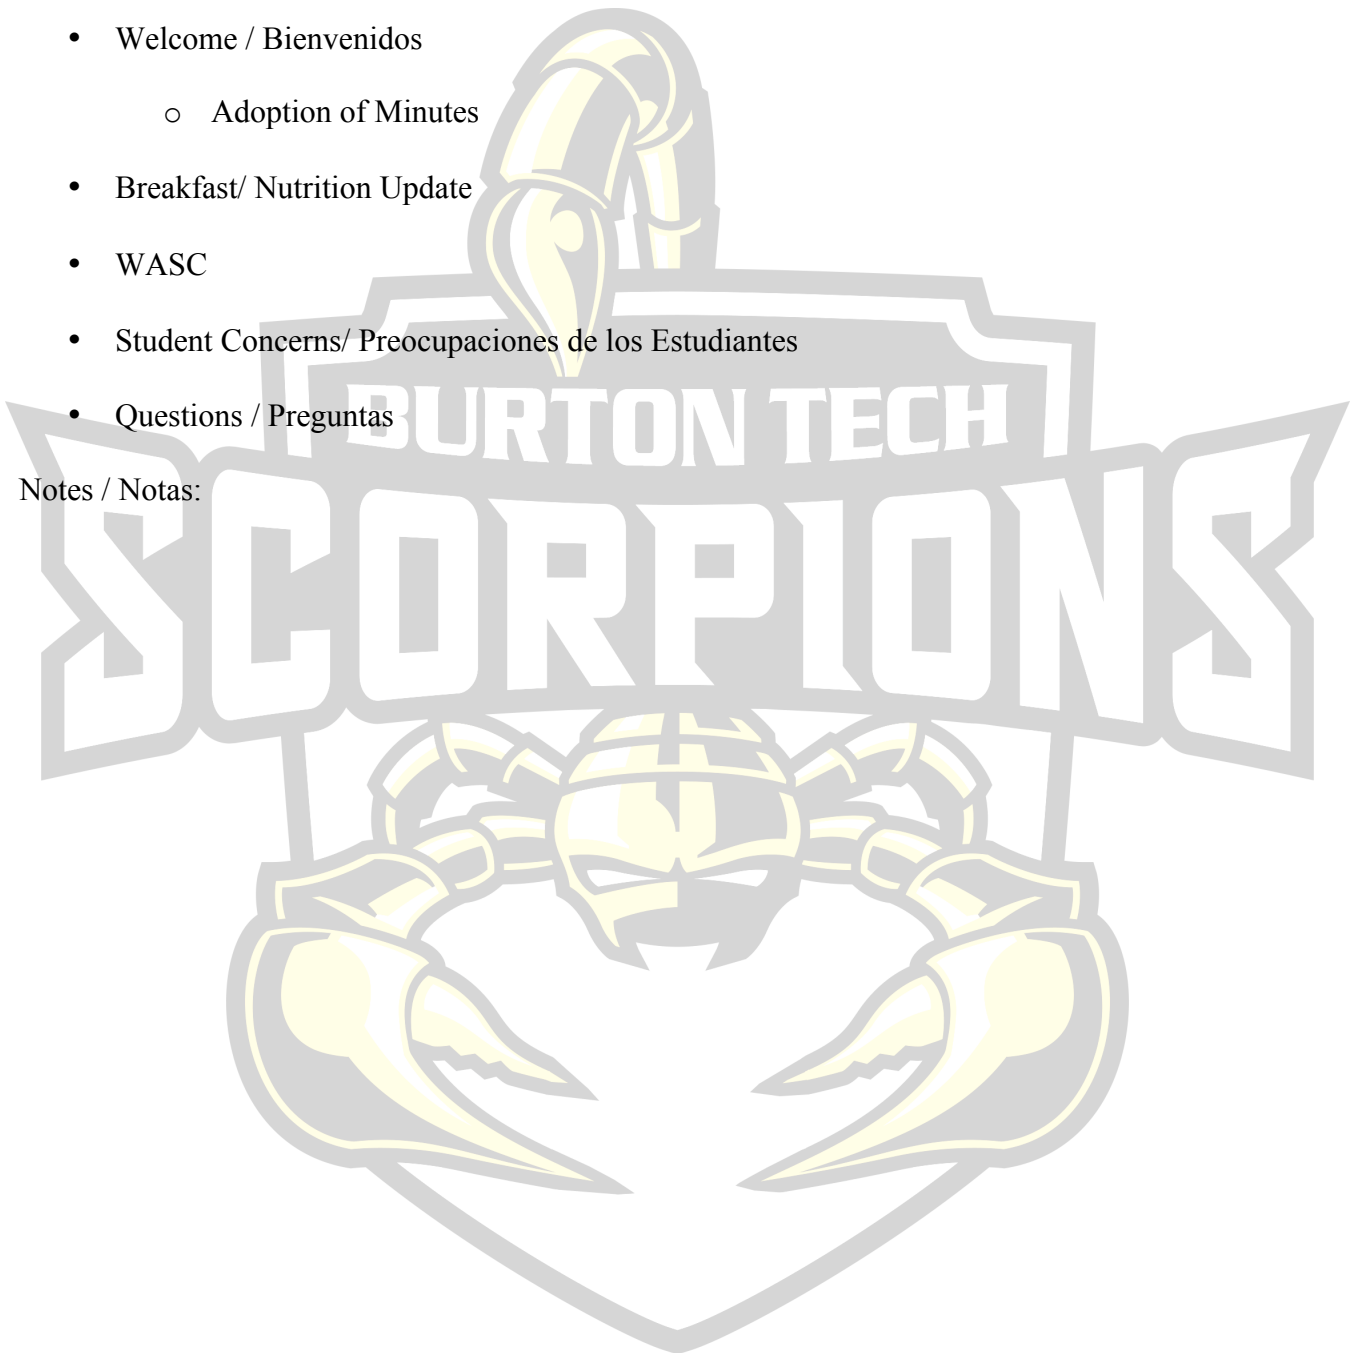 • Welcome / Bienvenidos
o Adoption of Minutes
• Breakfast/ Nutrition Update
• WASC
• Student Concerns/ Preocupaciones de los Estudiantes
• Questions / Preguntas
Notes / Notas:
BURTON TECH
SCORPIONS